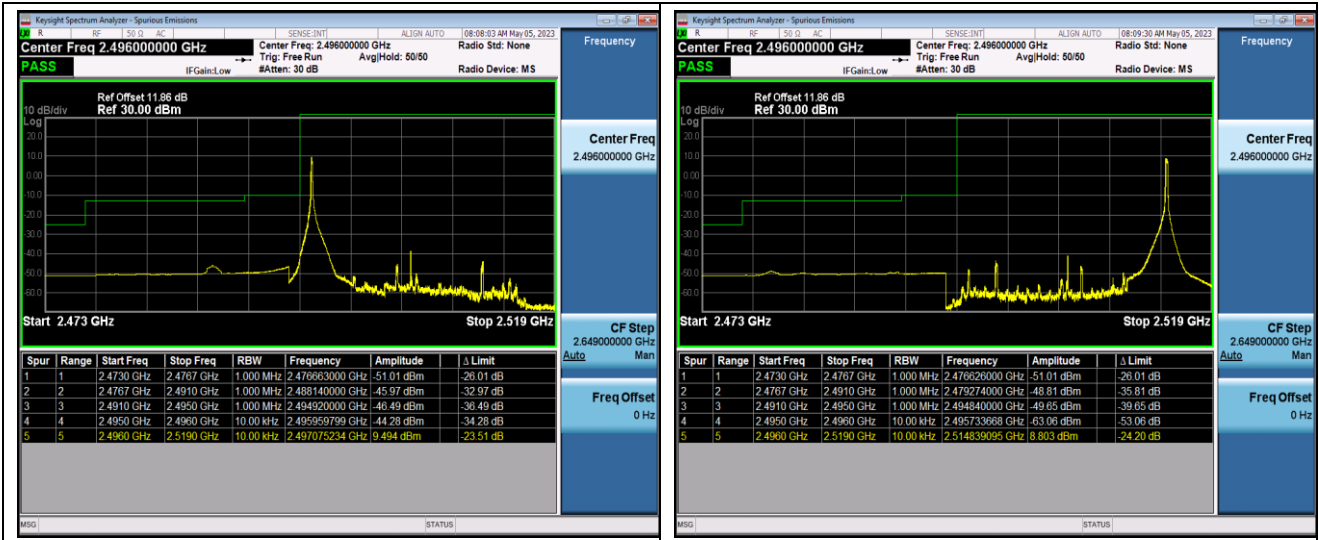 Keysight Spectrum Analyzer - Spurious Emissions
R RF 50 Ω AC SENSE:INT ALIGN AUTO 08:08:03 AM May 05, 2023
Center Freq 2.496000000 GHz
Center Freq: 2.496000000 GHz Radio Std: None
Trig: Free Run Avg|Hold: 50/50
PASS
IFGain:Low #Atten: 30 dB Radio Device: MS
Frequency
Ref Offset 11.86 dB
10 dB/div Ref 30.00 dBm
Log
20.0
10.0
0.00
-10.0
-20.0
-30.0
-40.0
-50.0
-60.0
Start 2.473 GHz Stop 2.519 GHz
Center Freq
2.496000000 GHz
CF Step
2.649000000 GHz
Auto Man
Freq Offset
0 Hz
Spur Range Start Freq Stop Freq RBW Frequency Amplitude Δ Limit
1 1 2.4730 GHz 2.4767 GHz 1.000 MHz 2.476663000 GHz -51.01 dBm -26.01 dB
2 2 2.4767 GHz 2.4910 GHz 1.000 MHz 2.488140000 GHz -45.97 dBm -32.97 dB
3 3 2.4910 GHz 2.4950 GHz 1.000 MHz 2.494920000 GHz -46.49 dBm -36.49 dB
4 4 2.4950 GHz 2.4960 GHz 10.00 kHz 2.495959799 GHz -44.28 dBm -34.28 dB
5 5 2.4960 GHz 2.5190 GHz 10.00 kHz 2.497075234 GHz 9.494 dBm -23.51 dB
MSG STATUS
Keysight Spectrum Analyzer - Spurious Emissions
R RF 50 Ω AC SENSE:INT ALIGN AUTO 08:09:30 AM May 05, 2023
Center Freq 2.496000000 GHz
Center Freq: 2.496000000 GHz Radio Std: None
Trig: Free Run Avg|Hold: 50/50
PASS
IFGain:Low #Atten: 30 dB Radio Device: MS
Frequency
Ref Offset 11.86 dB
10 dB/div Ref 30.00 dBm
Log
20.0
10.0
0.00
-10.0
-20.0
-30.0
-40.0
-50.0
-60.0
Start 2.473 GHz Stop 2.519 GHz
Center Freq
2.496000000 GHz
CF Step
2.649000000 GHz
Auto Man
Freq Offset
0 Hz
Spur Range Start Freq Stop Freq RBW Frequency Amplitude Δ Limit
1 1 2.4730 GHz 2.4767 GHz 1.000 MHz 2.476626000 GHz -51.01 dBm -26.01 dB
2 2 2.4767 GHz 2.4910 GHz 1.000 MHz 2.479274000 GHz -48.81 dBm -35.81 dB
3 3 2.4910 GHz 2.4950 GHz 1.000 MHz 2.494840000 GHz -49.65 dBm -39.65 dB
4 4 2.4950 GHz 2.4960 GHz 10.00 kHz 2.495733668 GHz -63.06 dBm -53.06 dB
5 5 2.4960 GHz 2.5190 GHz 10.00 kHz 2.514839095 GHz 8.803 dBm -24.20 dB
MSG STATUS